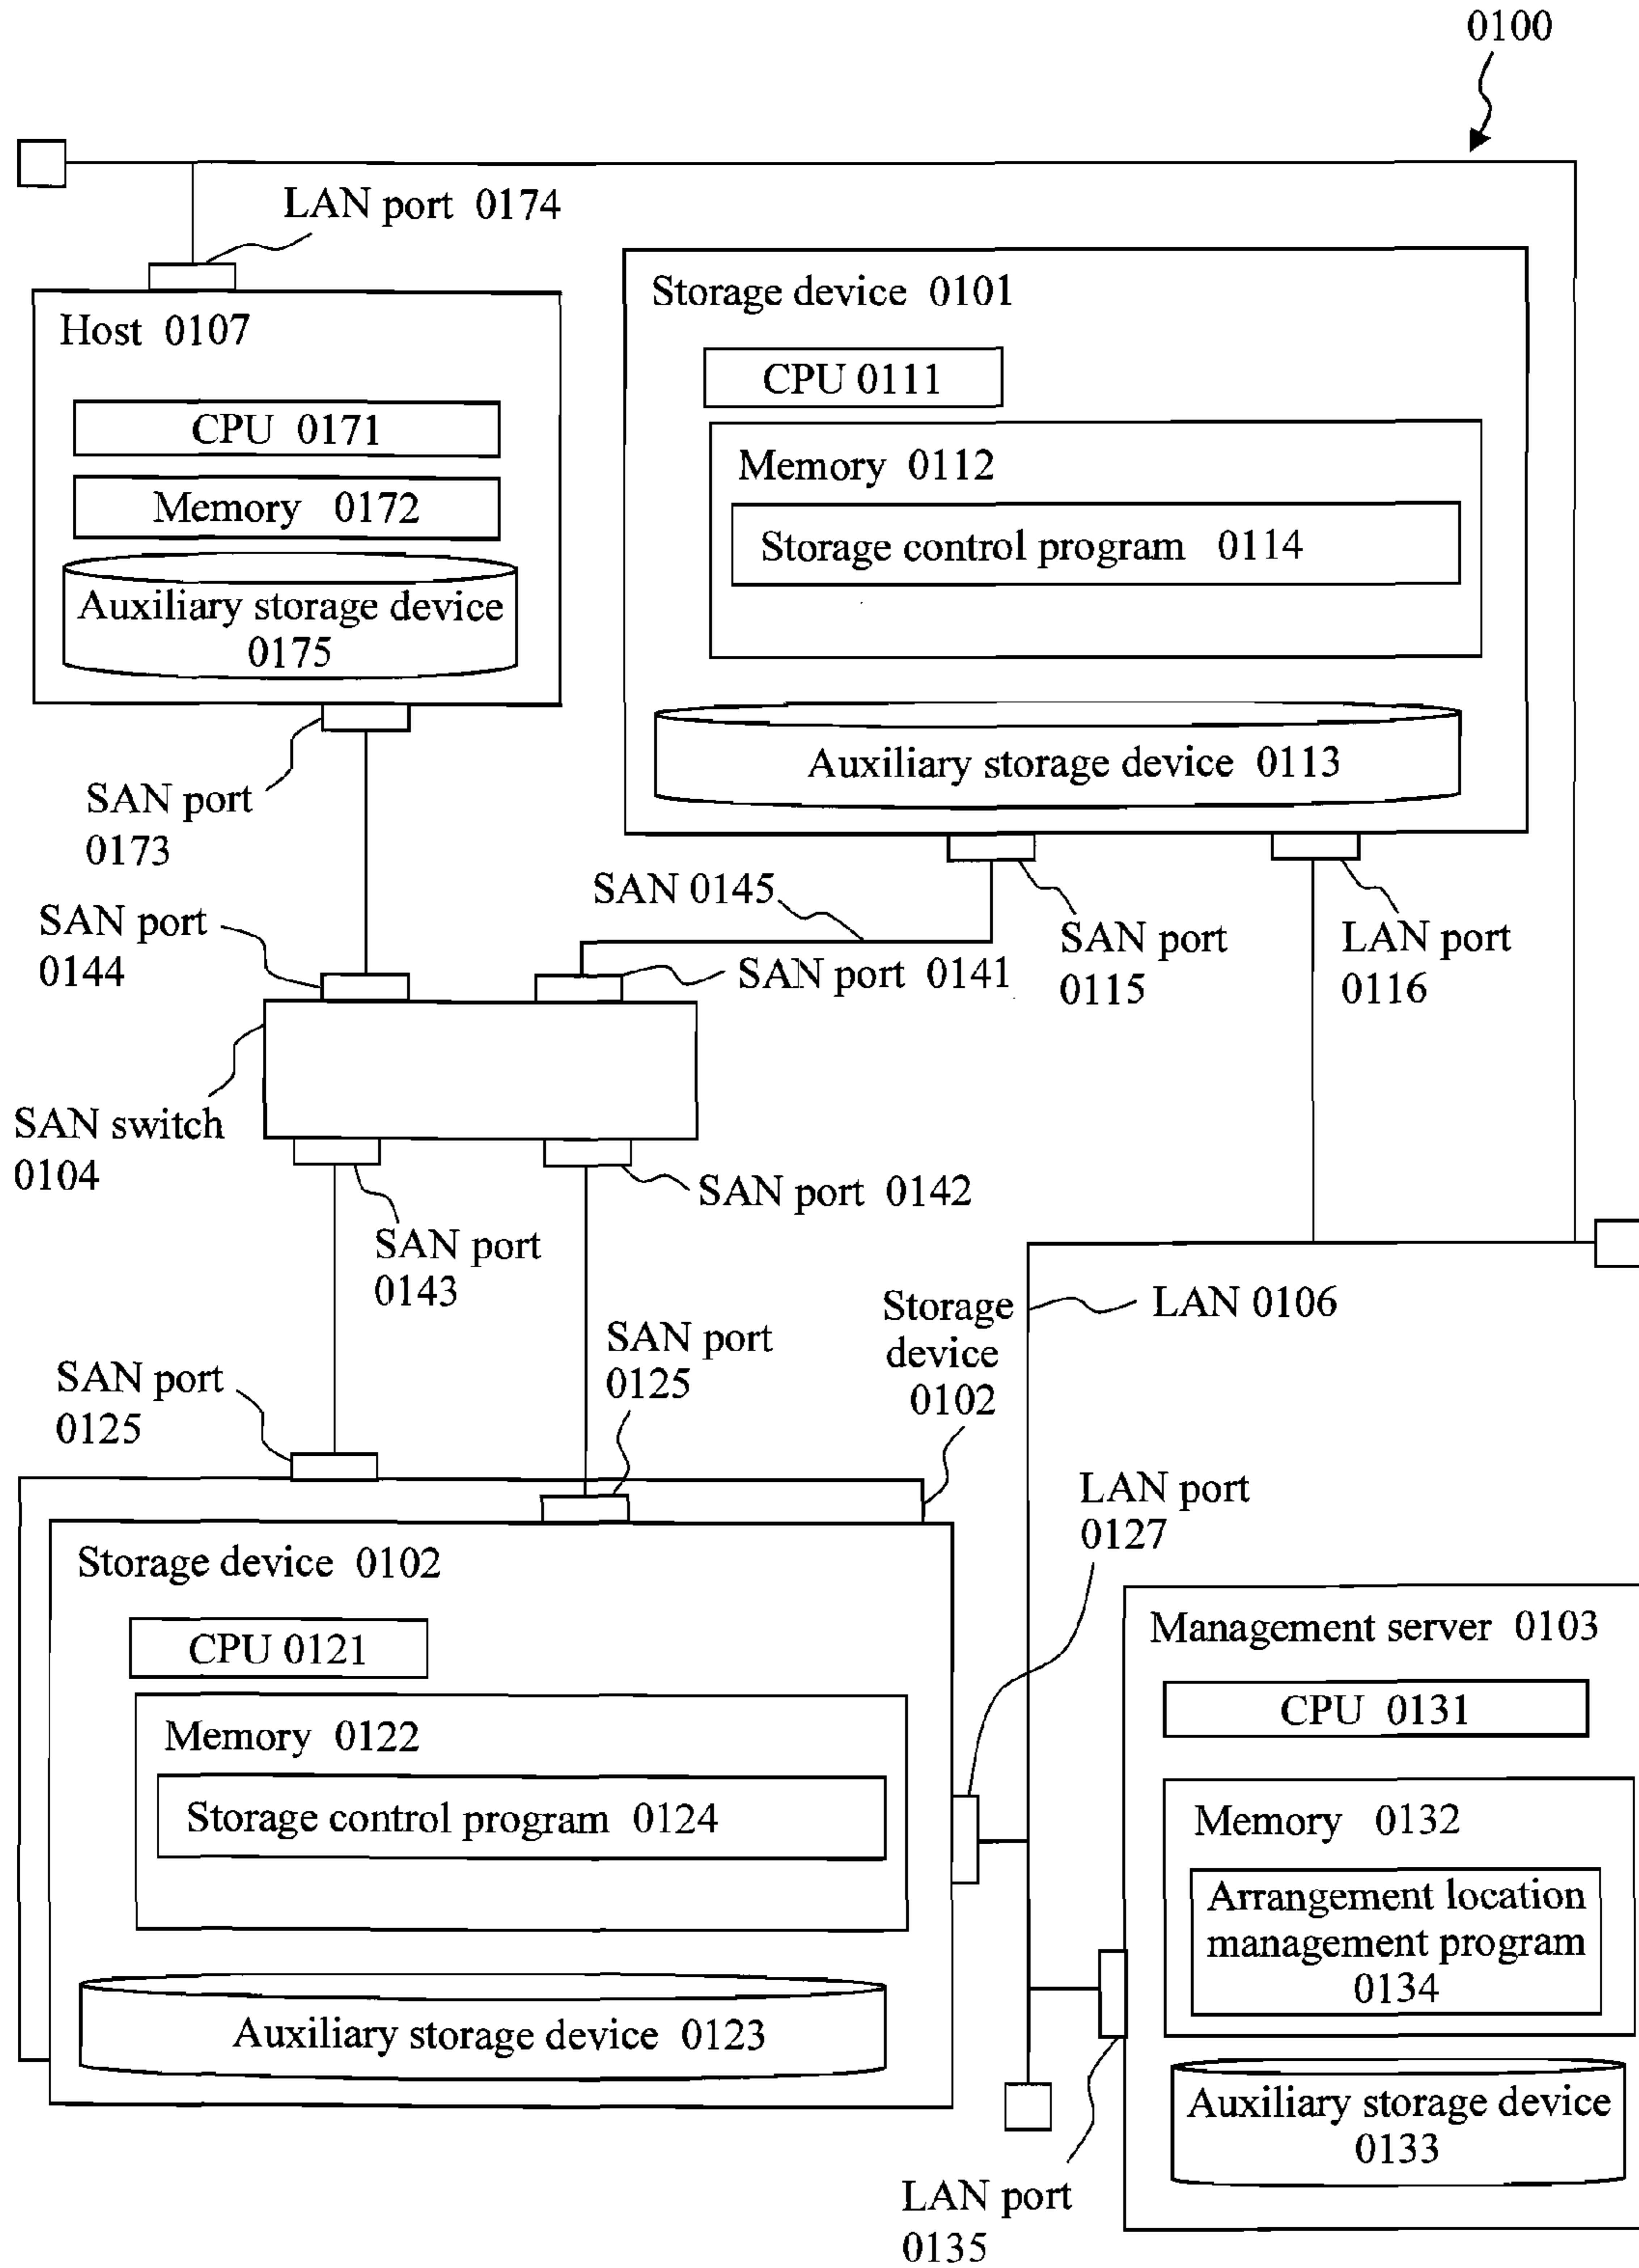 0100
LAN port 0174
Host 0107
CPU 0171
Memory 0172
Auxiliary storage device
0175
Storage device 0101
CPU 0111
Memory 0112
Storage control program 0114
Auxiliary storage device 0113
SAN port
0173
SAN port
0144
SAN 0145
SAN port 0141
SAN port
0115
LAN port
0116
SAN switch
0104
SAN port 0142
SAN port
0143
LAN 0106
Storage
device
0102
SAN port
0125
SAN port
0125
LAN port
0127
Storage device 0102
CPU 0121
Memory 0122
Storage control program 0124
Auxiliary storage device 0123
Management server 0103
CPU 0131
Memory 0132
Arrangement location
management program
0134
Auxiliary storage device
0133
LAN port
0135